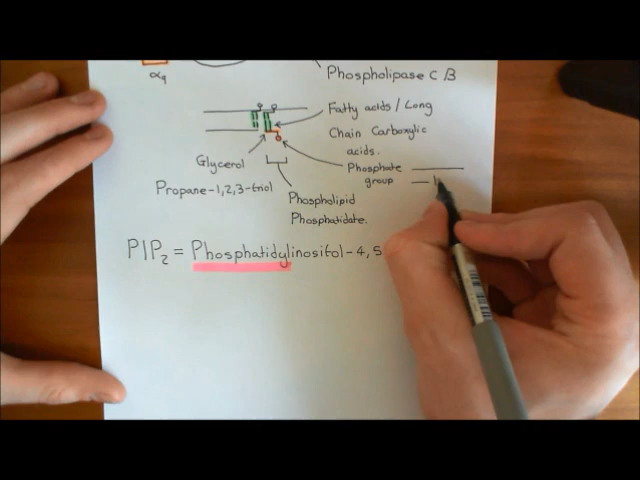 αq
Phospholipase C β
Fatty acids / Long
Chain Carboxylic
acids.
Glycerol
Phosphate
group
Propane-1,2,3-triol
Phospholipid
Phosphatidate.
PIP2 = Phosphatidylinositol-4,5